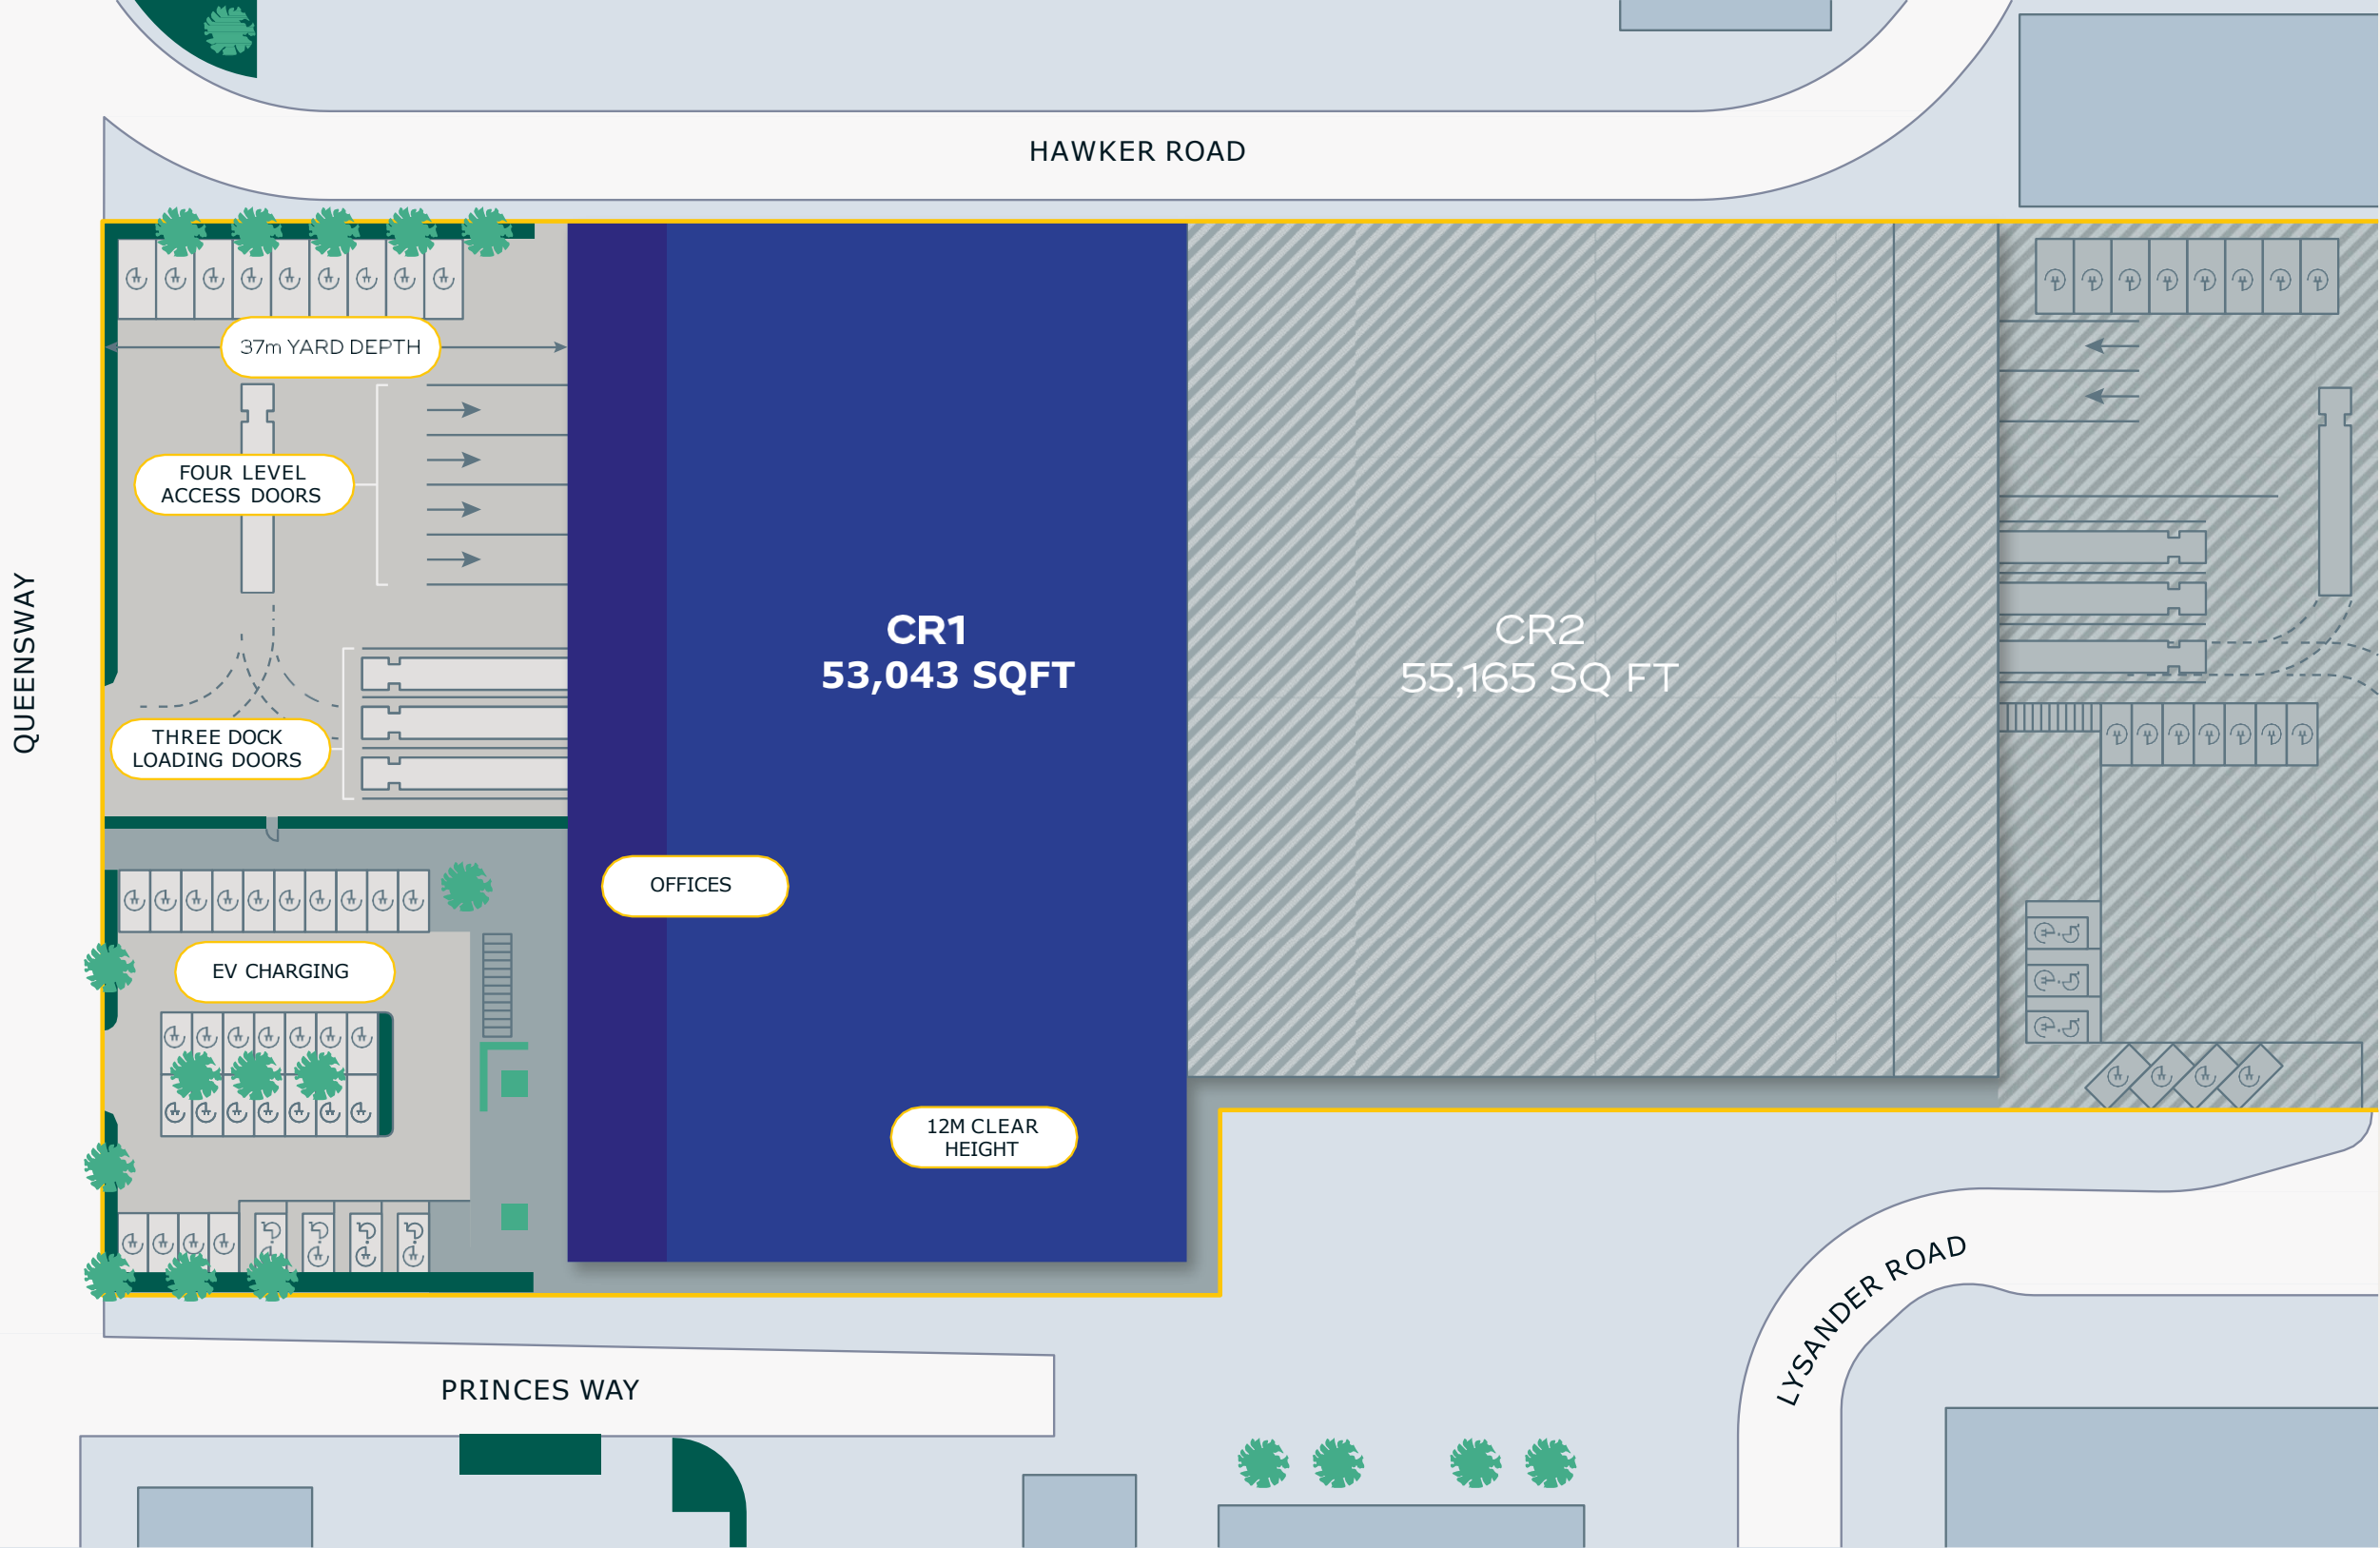 HAWKER ROAD
37m YARD DEPTH
FOUR LEVEL
ACCESS DOORS
QUEENSWAY
CR1
53,043 SQFT
CR2
55,165 SQ FT
THREE DOCK
LOADING DOORS
OFFICES
EV CHARGING
12M CLEAR
HEIGHT
LYSANDER ROAD
PRINCES WAY